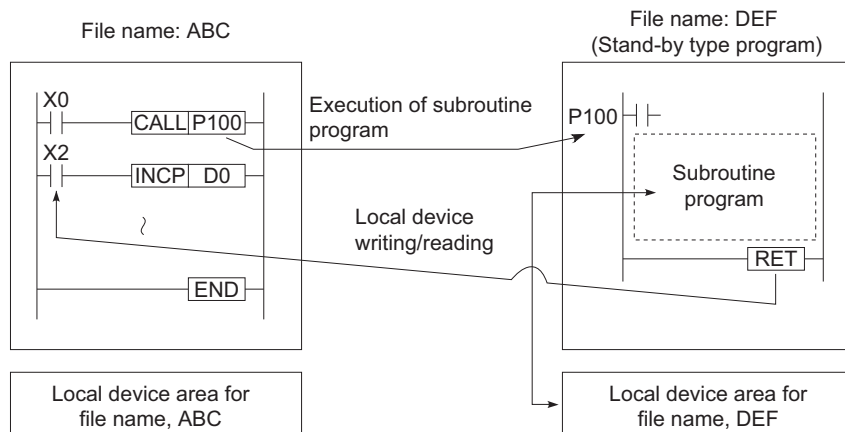 File name: ABC
File name: DEF
(Stand-by type program)
X0
CALL P100
X2
INCP D0
END
Execution of subroutine
program
P100
Subroutine
program
Local device
writing/reading
RET
Local device area for
file name, ABC
Local device area for
file name, DEF